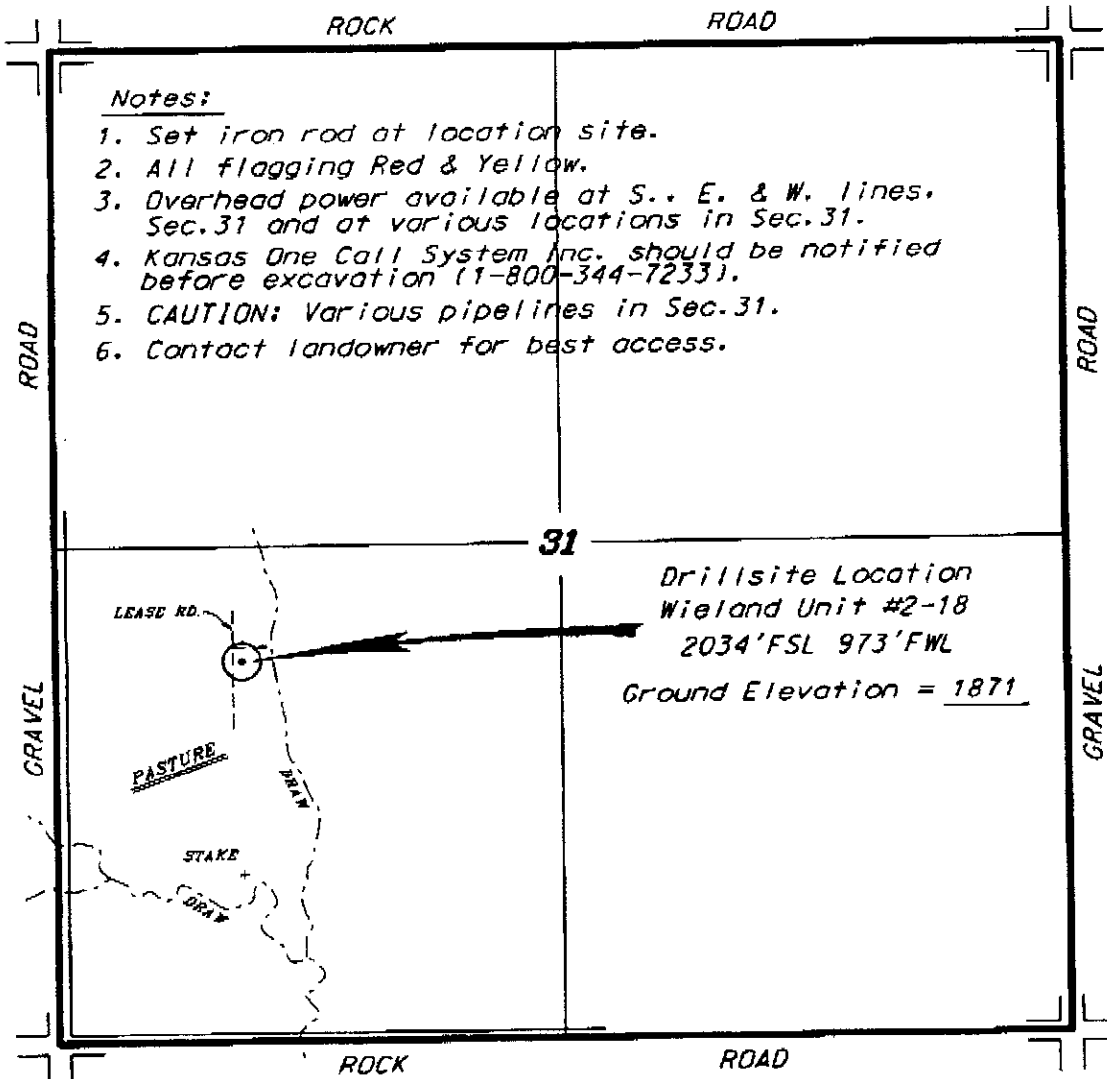 ROCK ROAD
Notes:
1. Set iron rod at location site.
2. All flagging Red & Yellow.
3. Overhead power available at S., E. & W. lines,
Sec.31 and at various locations in Sec.31.
4. Kansas One Call System Inc. should be notified
before excavation (1-800-344-7233).
5. CAUTION: Various pipelines in Sec.31.
6. Contact landowner for best access.
ROAD
ROAD
31
Drillsite Location
Wieland Unit #2-18
2034'FSL 973'FWL
Ground Elevation = 1871
LEASE RD.
GRAVEL
GRAVEL
PASTURE
DRAW
STAKE
DRAW
ROCK ROAD